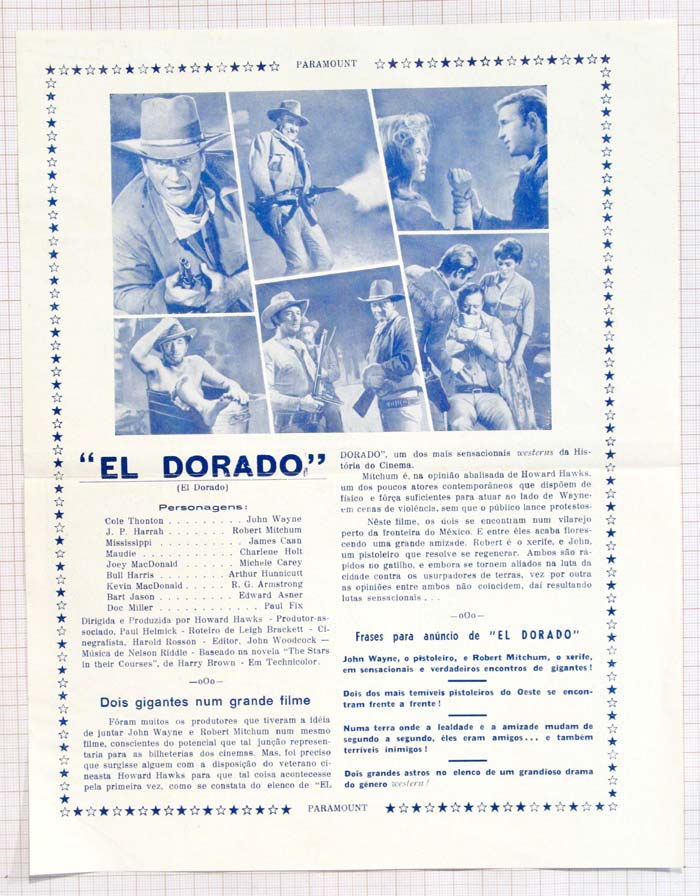 PARAMOUNT
"EL DORADO"
(El Dorado)
Personagens:
Cole Thonton . . . . . . . . . . John Wayne
J. P. Harrah . . . . . . . . Robert Mitchum
Mississippi . . . . . . . . . . . James Caan
Maudie . . . . . . . . . . . . Charlene Holt
Joey MacDonald . . . . . . Michele Carey
Bull Harris . . . . . . . . Arthur Hunnicutt
Kevin MacDonald . . . . . R. G. Armstrong
Bart Jason . . . . . . . . . . . Edward Asner
Doc Miller . . . . . . . . . . . . Paul Fix
Dirigida e Produzida por Howard Hawks - Produtor-as-
sociado, Paul Helmick - Roteiro de Leigh Brackett - Ci-
negrafista, Harold Rosson - Editor, John Woodcock —
Música de Nelson Riddle - Baseado na novela "The Stars
in their Courses", de Harry Brown - Em Technicolor.
—oOo—
Dois gigantes num grande filme
Fôram muitos os produtores que tiveram a idéia
de juntar John Wayne e Robert Mitchum num mesmo
filme, conscientes do potencial que tal junção represen-
taria para as bilheterias dos cinemas. Mas, foi preciso
que surgisse alguem com a disposição do veterano ci-
neasta Howard Hawks para que tal coisa acontecesse
pela primeira vez, como se constata do elenco de "EL
DORADO", um dos mais sensacionais westerns da His-
tória do Cinema.
Mitchum é, na opinião abalisada de Howard Hawks,
um dos poucos atores contemporâneos que dispõem de
físico e fôrça suficientes para atuar ao lado de Wayne-
em cenas de violência, sem que o público lance protestos-
Nêste filme, os dois se encontram num vilarejo
perto da fronteira do México. E entre êles acaba flores-
cendo uma grande amizade. Robert é o xerife, e John,
um pistoleiro que resolve se regenerar. Ambos são rá-
pidos no gatilho, e embora se tornem aliados na luta da
cidade contra os usurpadores de terras, vez por outra
as opiniões entre ambos não coincidem, daí resultando
lutas sensacionais . . .
—oOo—
Frases para anúncio de "EL DORADO"
John Wayne, o pistoleiro, e Robert Mitchum, o xerife,
em sensacionais e verdadeiros encontros de gigantes!
Dois dos mais temíveis pistoleiros do Oeste se encon-
tram frente a frente!
Numa terra onde a lealdade e a amizade mudam de
segundo a segundo, êles eram amigos... e também
terríveis inimigos!
Dois grandes astros no elenco de um grandioso drama
do gênero western!
PARAMOUNT